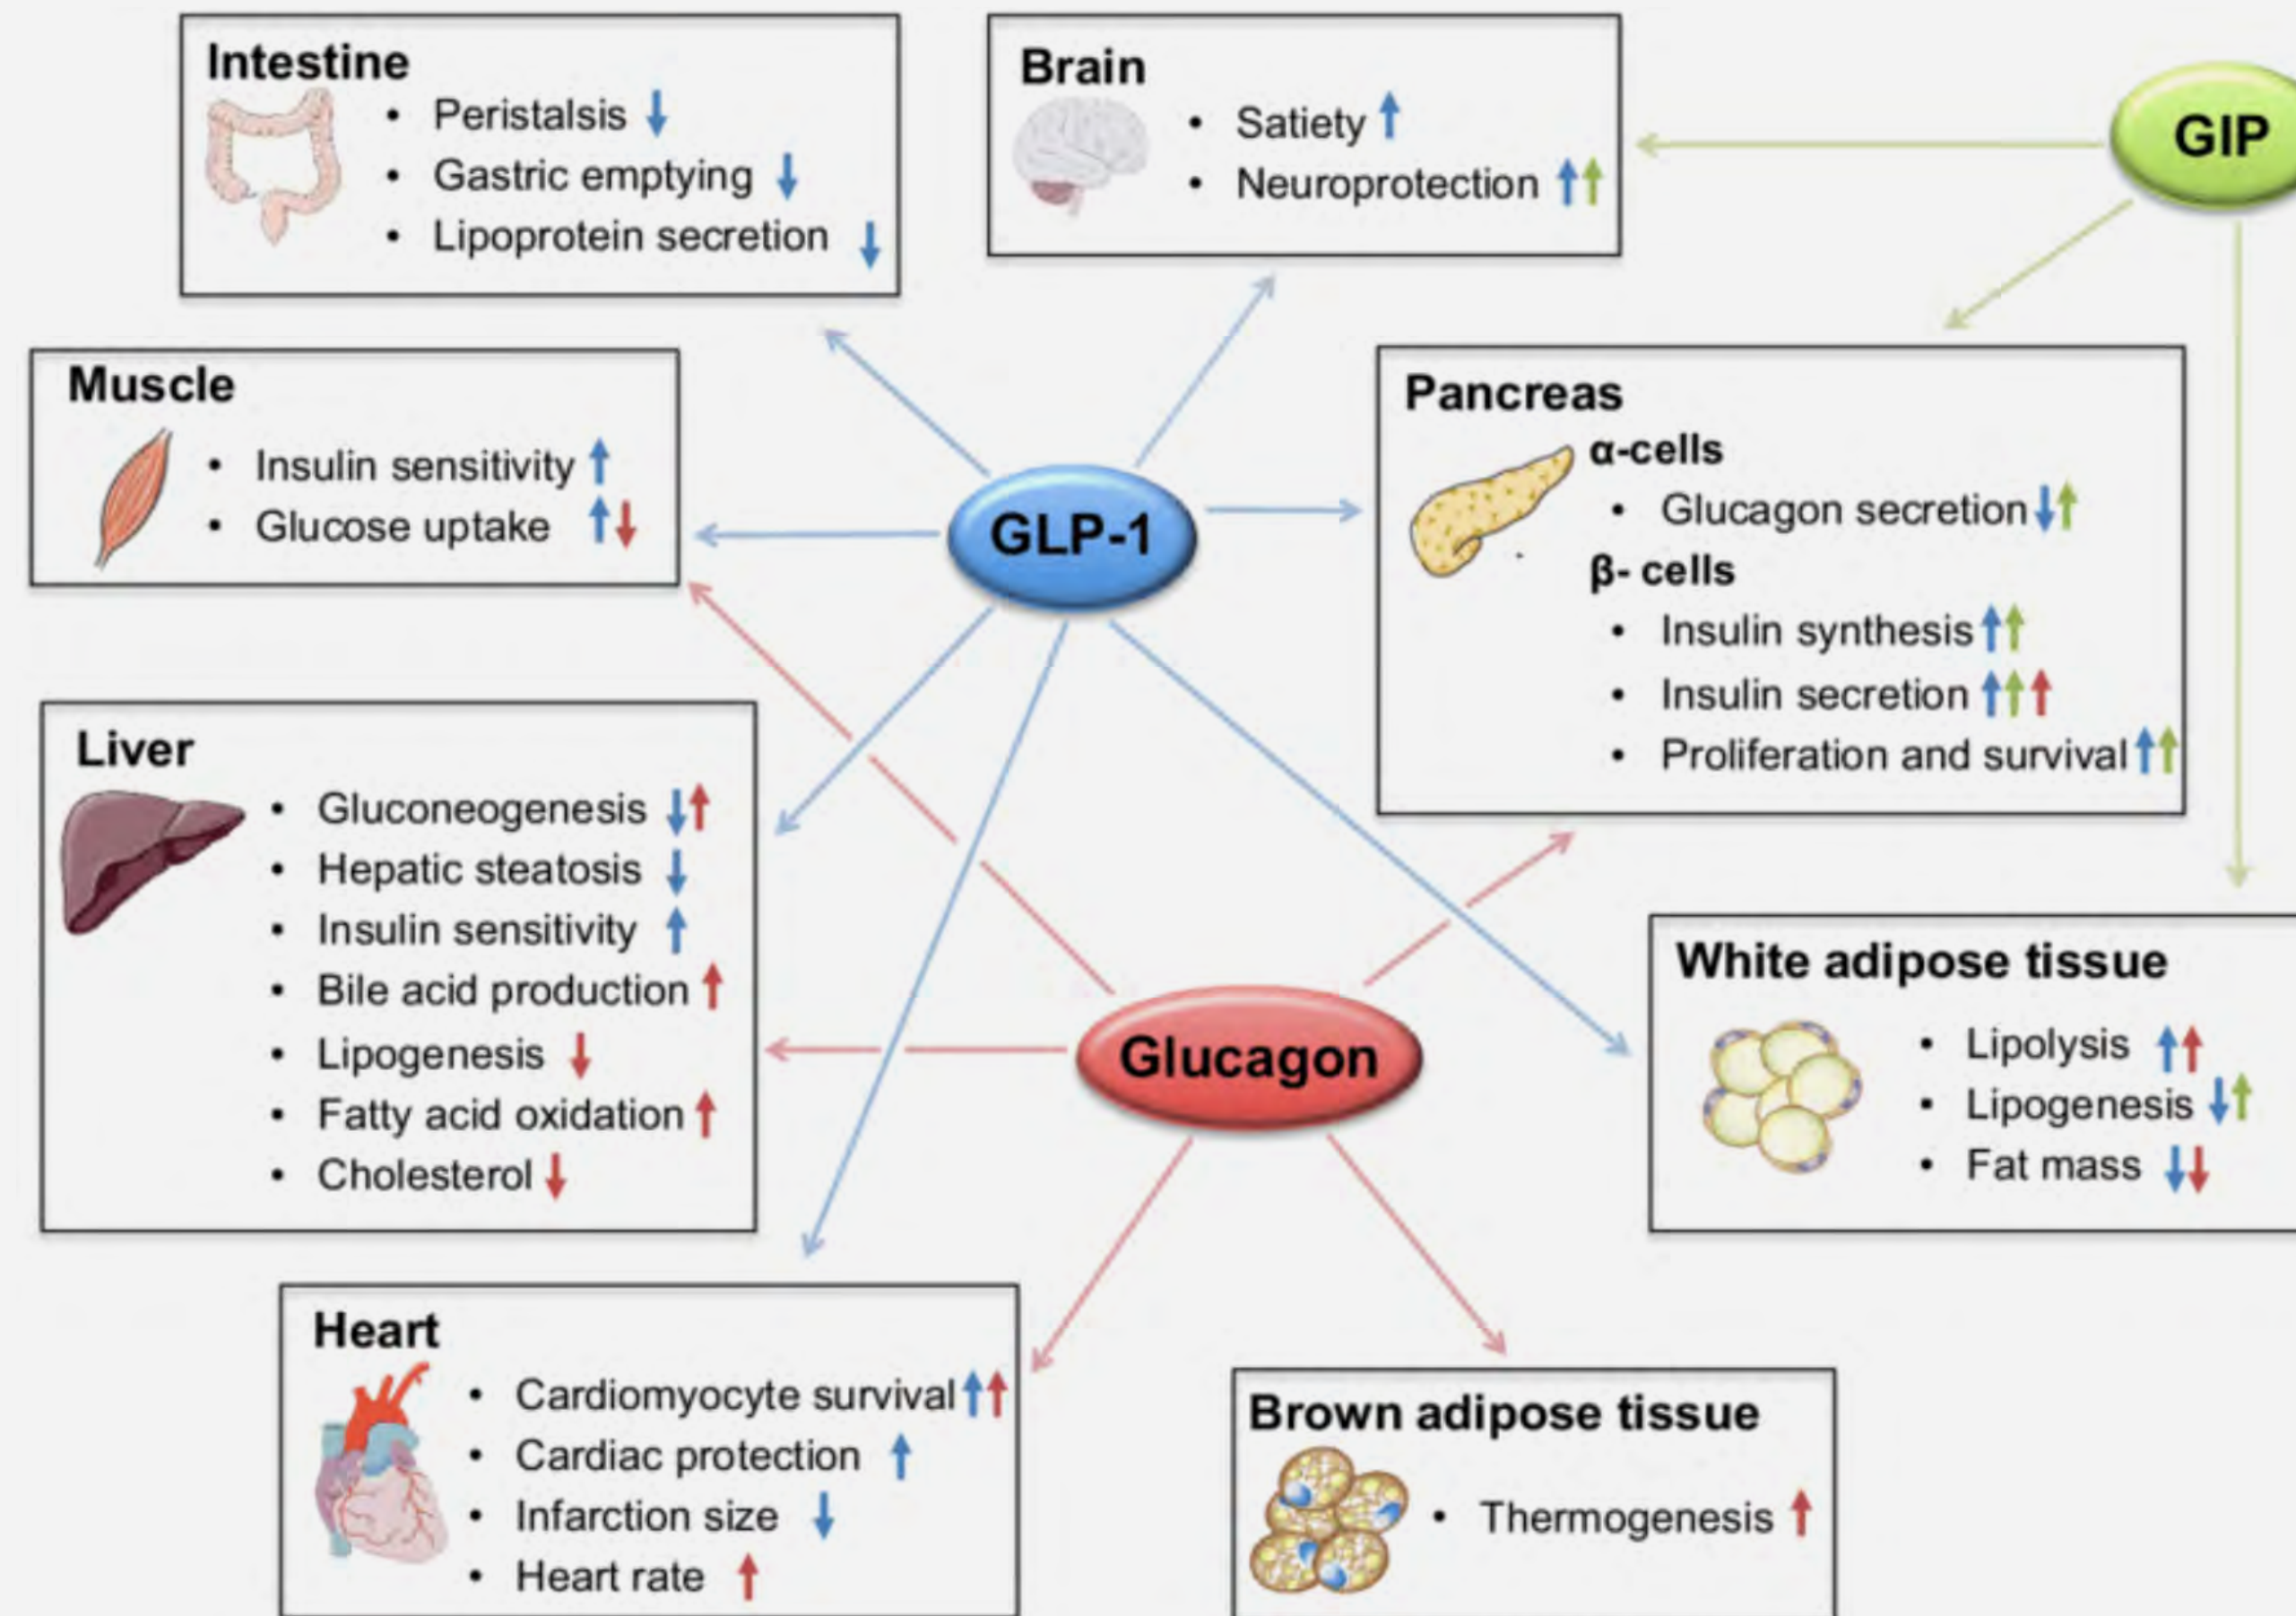 Intestine
• Peristalsis ↓
• Gastric emptying ↓
• Lipoprotein secretion ↓
Brain
• Satiety ↑
• Neuroprotection ↑↑
GIP
Muscle
• Insulin sensitivity ↑
• Glucose uptake ↑↓
GLP-1
Pancreas
α-cells
• Glucagon secretion ↓↑
β- cells
• Insulin synthesis ↑↑
• Insulin secretion ↑↑↑
• Proliferation and survival ↑↑
Liver
• Gluconeogenesis ↓↑
• Hepatic steatosis ↓
• Insulin sensitivity ↑
• Bile acid production ↑
• Lipogenesis ↓
• Fatty acid oxidation ↑
• Cholesterol ↓
Glucagon
White adipose tissue
• Lipolysis ↑↑
• Lipogenesis ↓↑
• Fat mass ↓↓
Heart
• Cardiomyocyte survival ↑↑
• Cardiac protection ↑
• Infarction size ↓
• Heart rate ↑
Brown adipose tissue
• Thermogenesis ↑